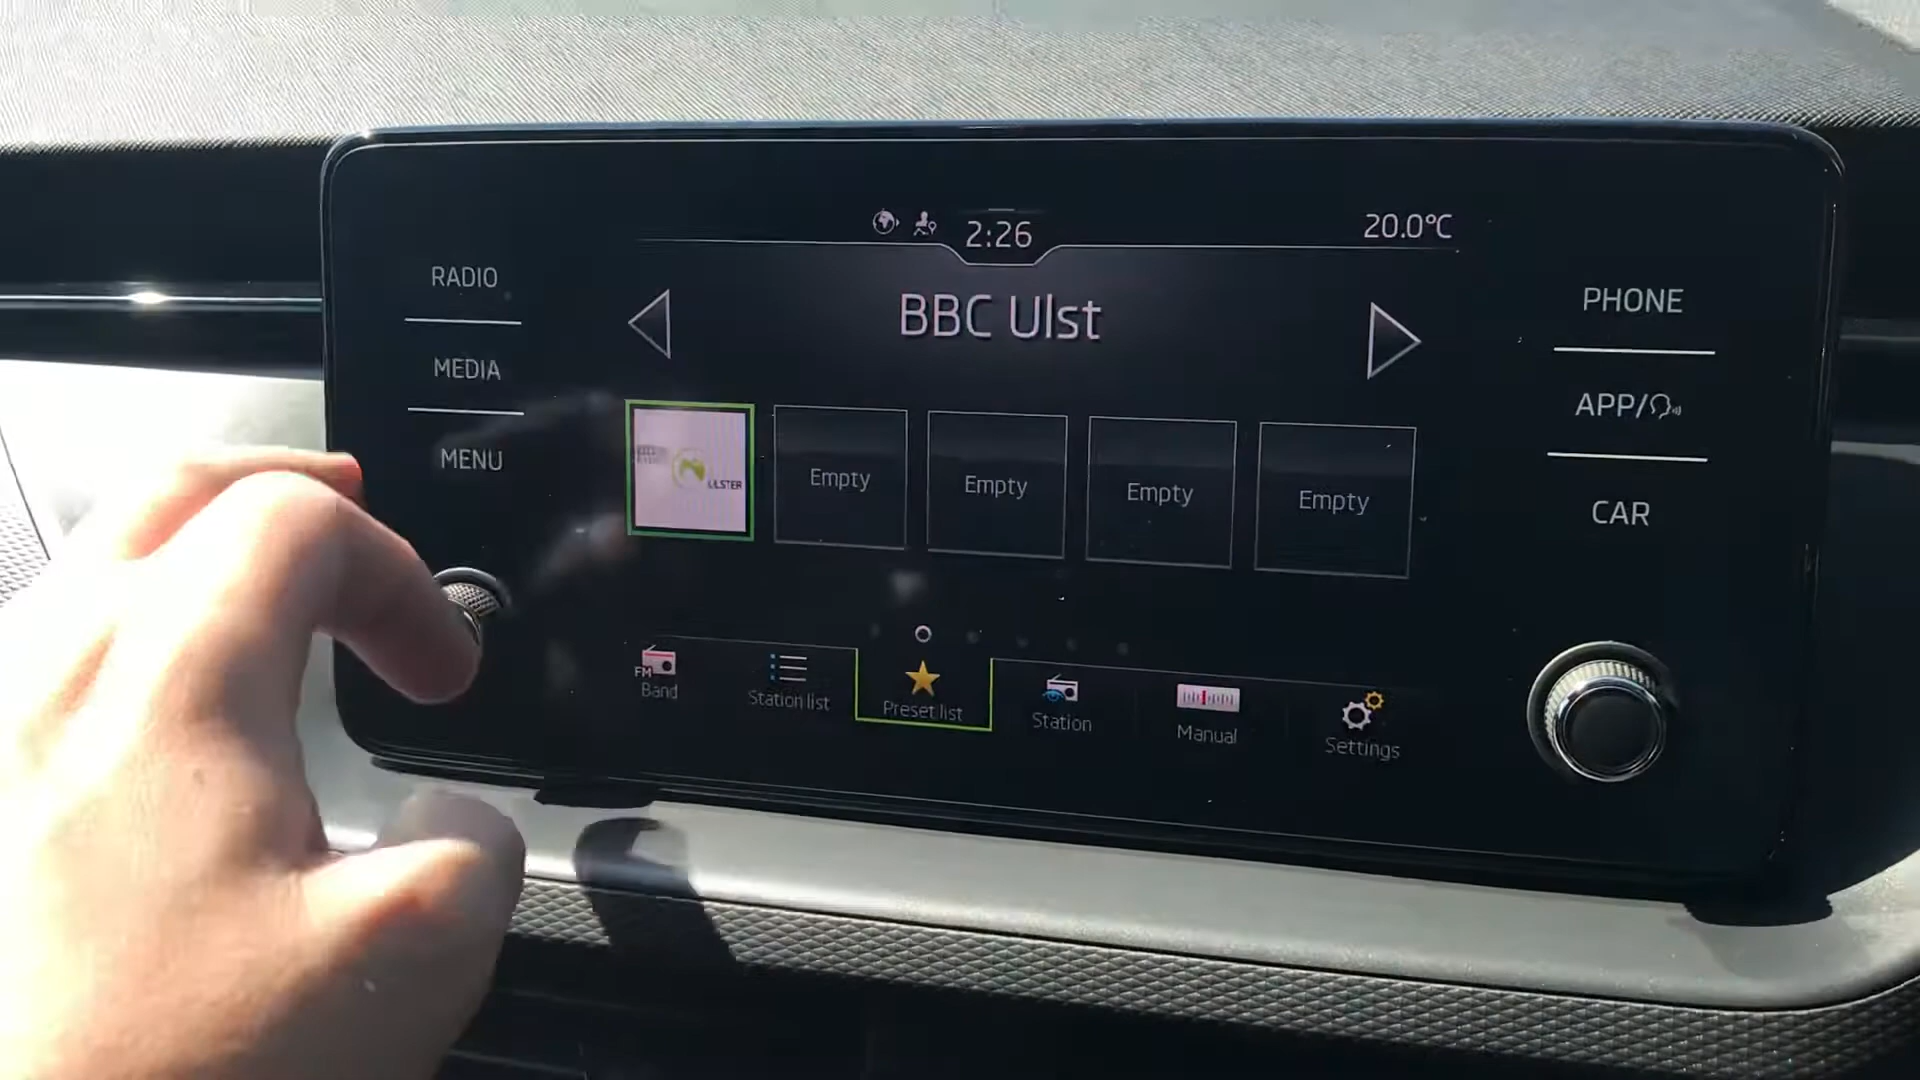 2:26
20.0°C
RADIO
MEDIA
MENU
BBC Ulst
ULSTER
Empty
Empty
Empty
Empty
PHONE
APP/
CAR
FM
Band
Station list
Preset list
Station
Manual
Settings